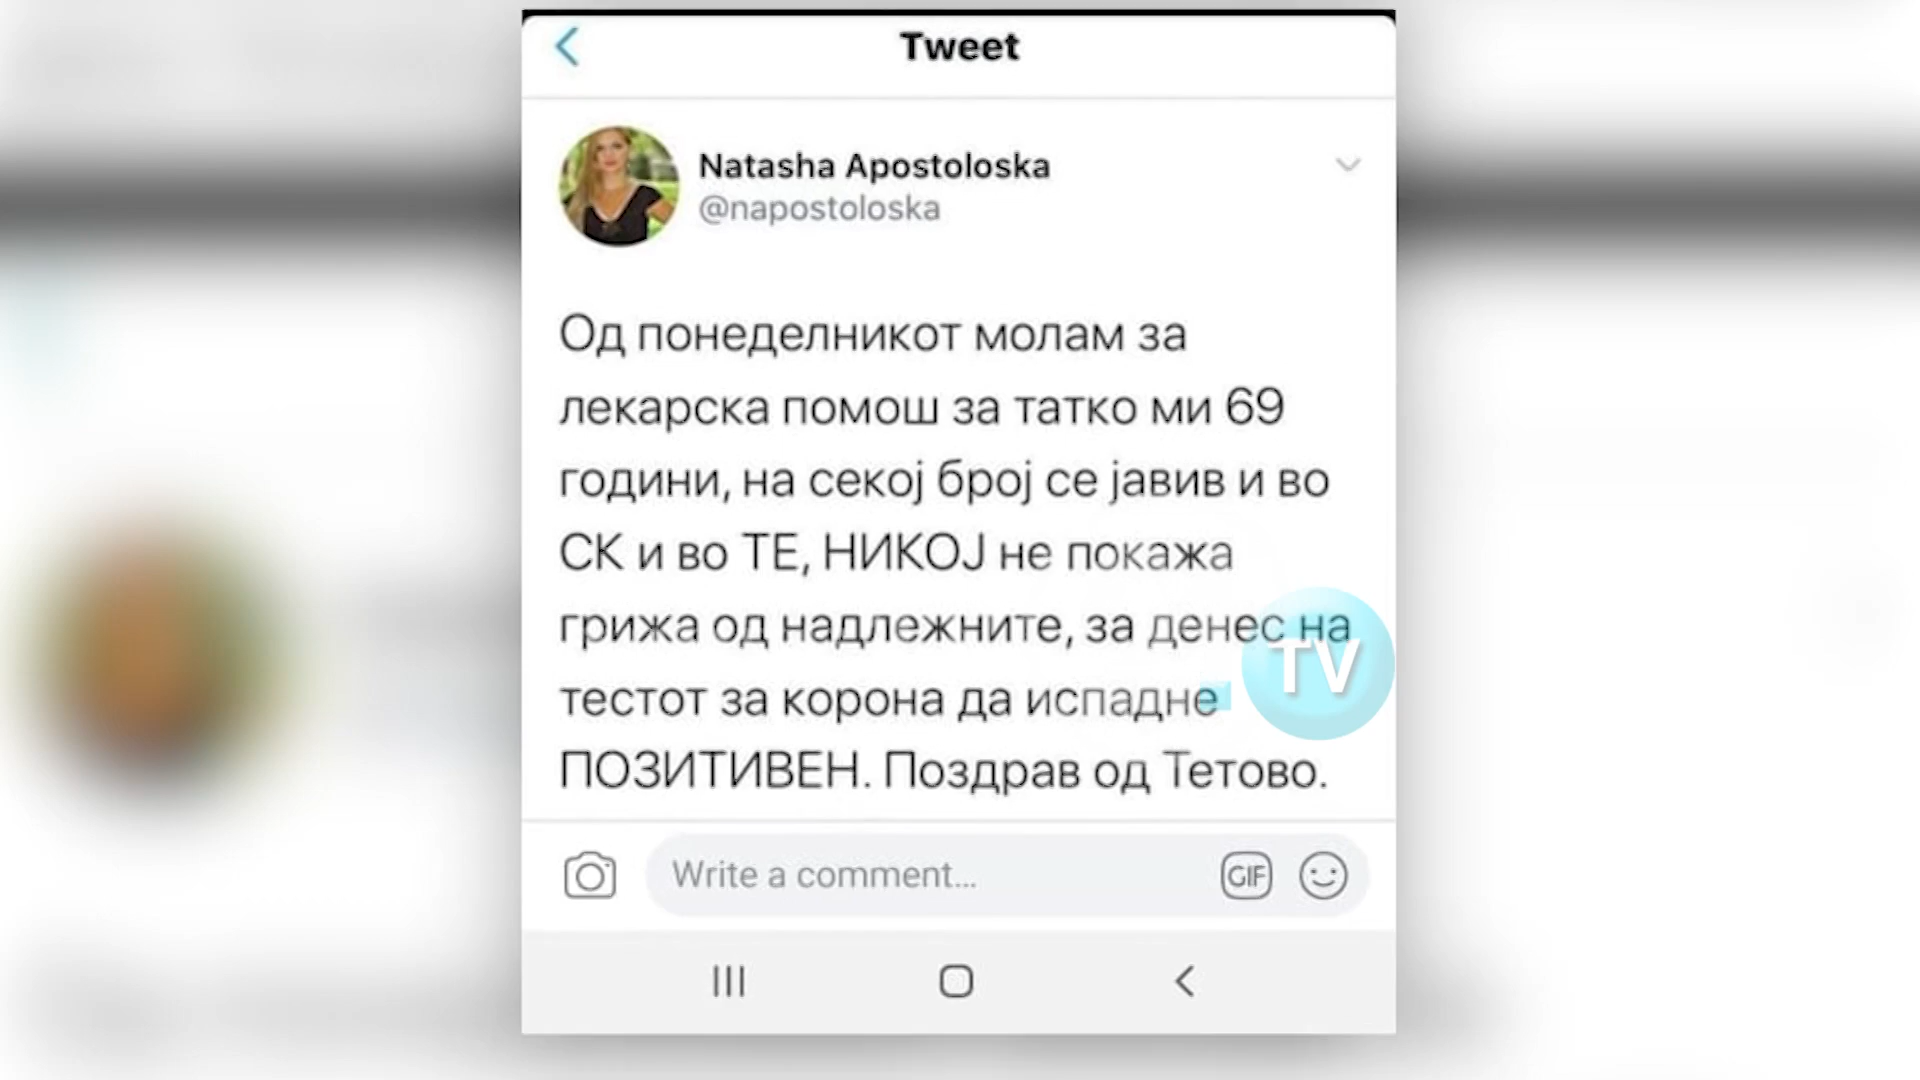 Tweet
Natasha Apostoloska
@napostoloska
Од понеделникот молам за
лекарска помош за татко ми 69
години, на секој број се јавив и во
СК и во ТЕ, НИКОЈ не покажа
грижа од надлежните, за денес на
тестот за корона да испадне
ПОЗИТИВЕН. Поздрав од Тетово.
TV
Write a comment...
GIF